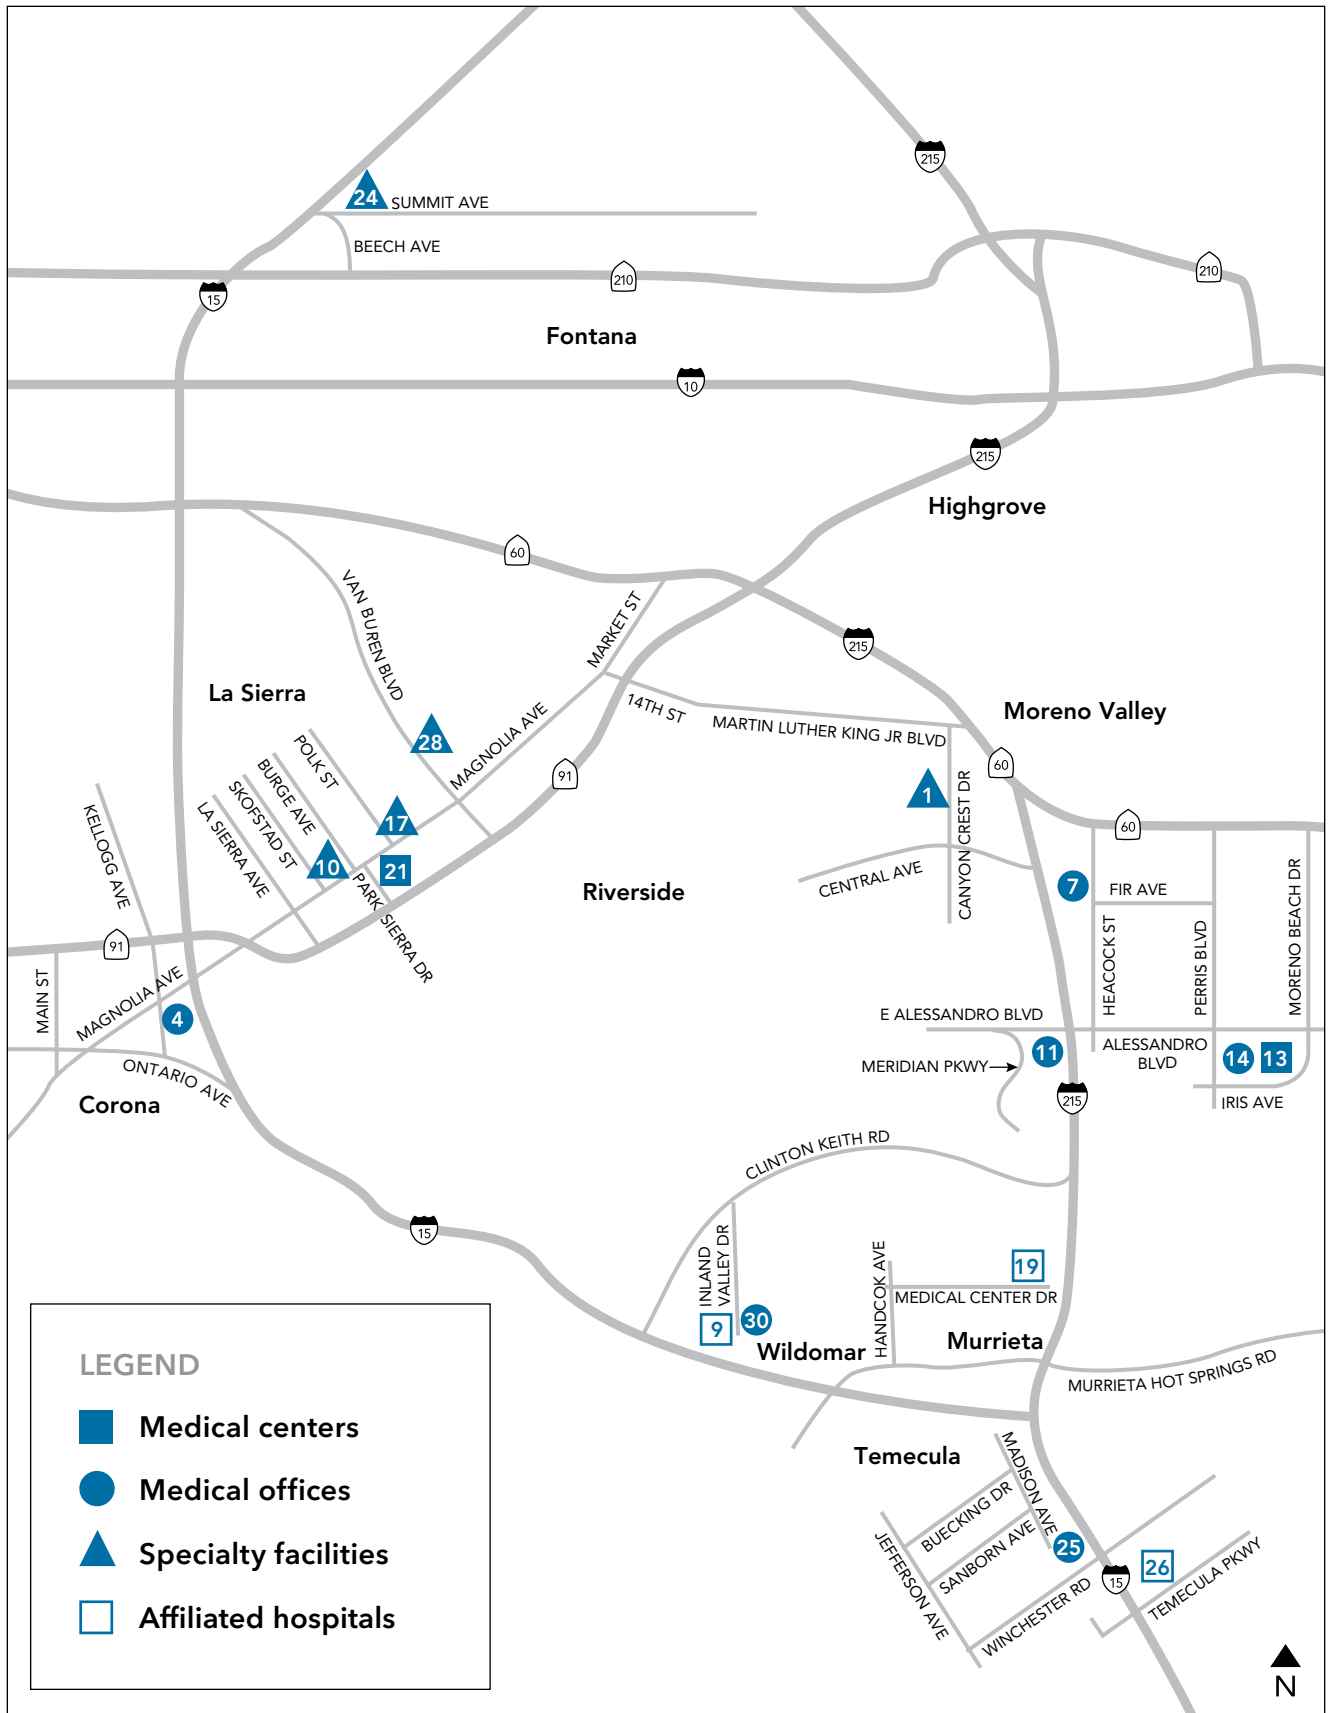 215
24
SUMMIT AVE
BEECH AVE
210
210
15
Fontana
10
215
Highgrove
60
VAN BUREN BLVD
MARKET ST
215
La Sierra
14TH ST
MARTIN LUTHER KING JR BLVD
Moreno Valley
28
MAGNOLIA AVE
POLK ST
BURGE AVE
SKOFSTAD ST
LA SIERRA AVE
91
60
1
CANYON CREST DR
KELLOGG AVE
17
60
10
21
PARK SIERRA DR
Riverside
CENTRAL AVE
7
FIR AVE
MORENO BEACH DR
91
HEACOCK ST
PERRIS BLVD
MAIN ST
MAGNOLIA AVE
4
E ALESSANDRO BLVD
ALESSANDRO
BLVD
11
14
13
MERIDIAN PKWY
ONTARIO AVE
Corona
215
IRIS AVE
CLINTON KEITH RD
15
INLAND
VALLEY DR
HANDCOK AVE
19
MEDICAL CENTER DR
9
30
Wildomar
Murrieta
MURRIETA HOT SPRINGS RD
Temecula
MADISON AVE
BUECKING DR
SANBORN AVE
JEFFERSON AVE
25
WINCHESTER RD
15
26
TEMECULA PKWY
LEGEND
Medical centers
Medical offices
Specialty facilities
Affiliated hospitals
N